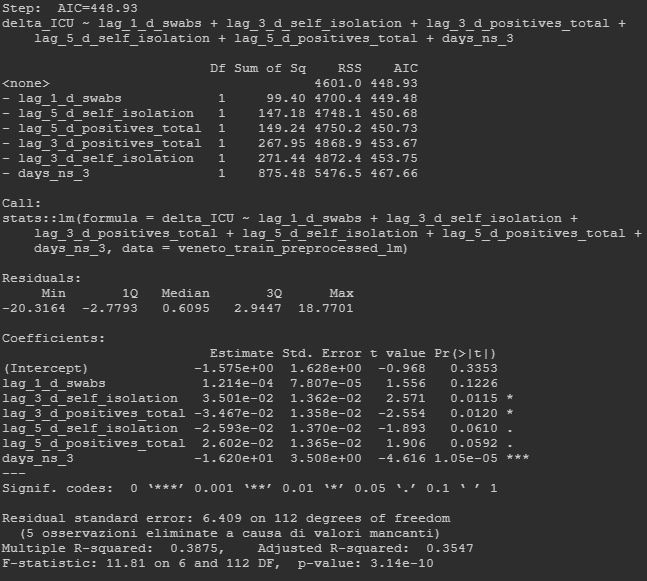 Step:  AIC=448.93
delta_ICU ~ lag_1_d_swabs + lag_3_d_self_isolation + lag_3_d_positives_total +
    lag_5_d_self_isolation + lag_5_d_positives_total + days_ns_3

                          Df Sum of Sq    RSS    AIC
<none>                                 4601.0 448.93
- lag_1_d_swabs            1     99.40 4700.4 449.48
- lag_5_d_self_isolation   1    147.18 4748.1 450.68
- lag_5_d_positives_total  1    149.24 4750.2 450.73
- lag_3_d_positives_total  1    267.95 4868.9 453.67
- lag_3_d_self_isolation   1    271.44 4872.4 453.75
- days_ns_3                1    875.48 5476.5 467.66

Call:
stats::lm(formula = delta_ICU ~ lag_1_d_swabs + lag_3_d_self_isolation +
    lag_3_d_positives_total + lag_5_d_self_isolation + lag_5_d_positives_total +
    days_ns_3, data = veneto_train_preprocessed_lm)

Residuals:
     Min       1Q   Median       3Q      Max
-20.3164  -2.7793   0.6095   2.9447  18.7701

Coefficients:
                          Estimate Std. Error t value Pr(>|t|)
(Intercept)             -1.575e+00  1.628e+00  -0.968   0.3353
lag_1_d_swabs            1.214e-04  7.807e-05   1.556   0.1226
lag_3_d_self_isolation   3.501e-02  1.362e-02   2.571   0.0115 *
lag_3_d_positives_total -3.467e-02  1.358e-02  -2.554   0.0120 *
lag_5_d_self_isolation  -2.593e-02  1.370e-02  -1.893   0.0610 .
lag_5_d_positives_total  2.602e-02  1.365e-02   1.906   0.0592 .
days_ns_3               -1.620e+01  3.508e+00  -4.616 1.05e-05 ***
---
Signif. codes:  0 ‘***’ 0.001 ‘**’ 0.01 ‘*’ 0.05 ‘.’ 0.1 ‘ ’ 1

Residual standard error: 6.409 on 112 degrees of freedom
  (5 osservazioni eliminate a causa di valori mancanti)
Multiple R-squared:  0.3875,    Adjusted R-squared:  0.3547
F-statistic: 11.81 on 6 and 112 DF,  p-value: 3.14e-10